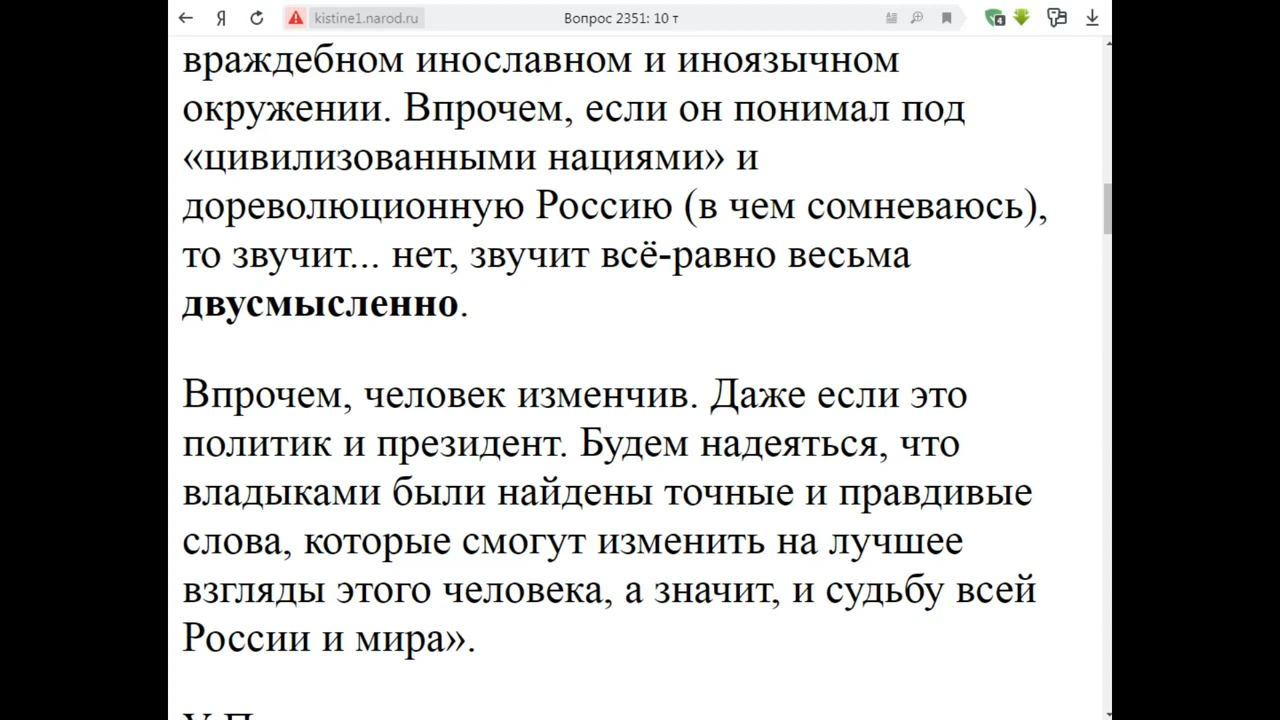 Я kistine1.narod.ru Вопрос 2351: 10 т 4
враждебном инославном и иноязычном
окружении. Впрочем, если он понимал под
«цивилизованными нациями» и
дореволюционную Россию (в чем сомневаюсь),
то звучит... нет, звучит всё-равно весьма
двусмысленно.
Впрочем, человек изменчив. Даже если это
политик и президент. Будем надеяться, что
владыками были найдены точные и правдивые
слова, которые смогут изменить на лучшее
взгляды этого человека, а значит, и судьбу всей
России и мира».